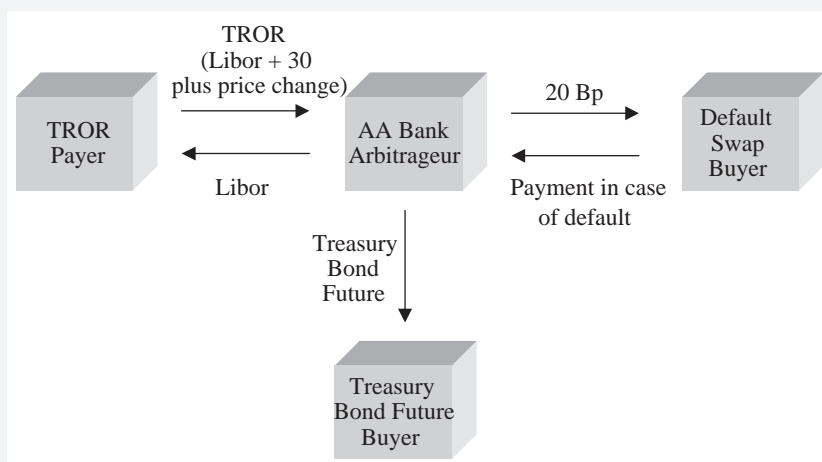 TROR
(Libor + 30
plus price change)
TROR
Payer
AA Bank
Arbitrageur
20 Bp
Default
Swap
Buyer
Libor
Payment in case
of default
Treasury
Bond
Future
Treasury
Bond Future
Buyer